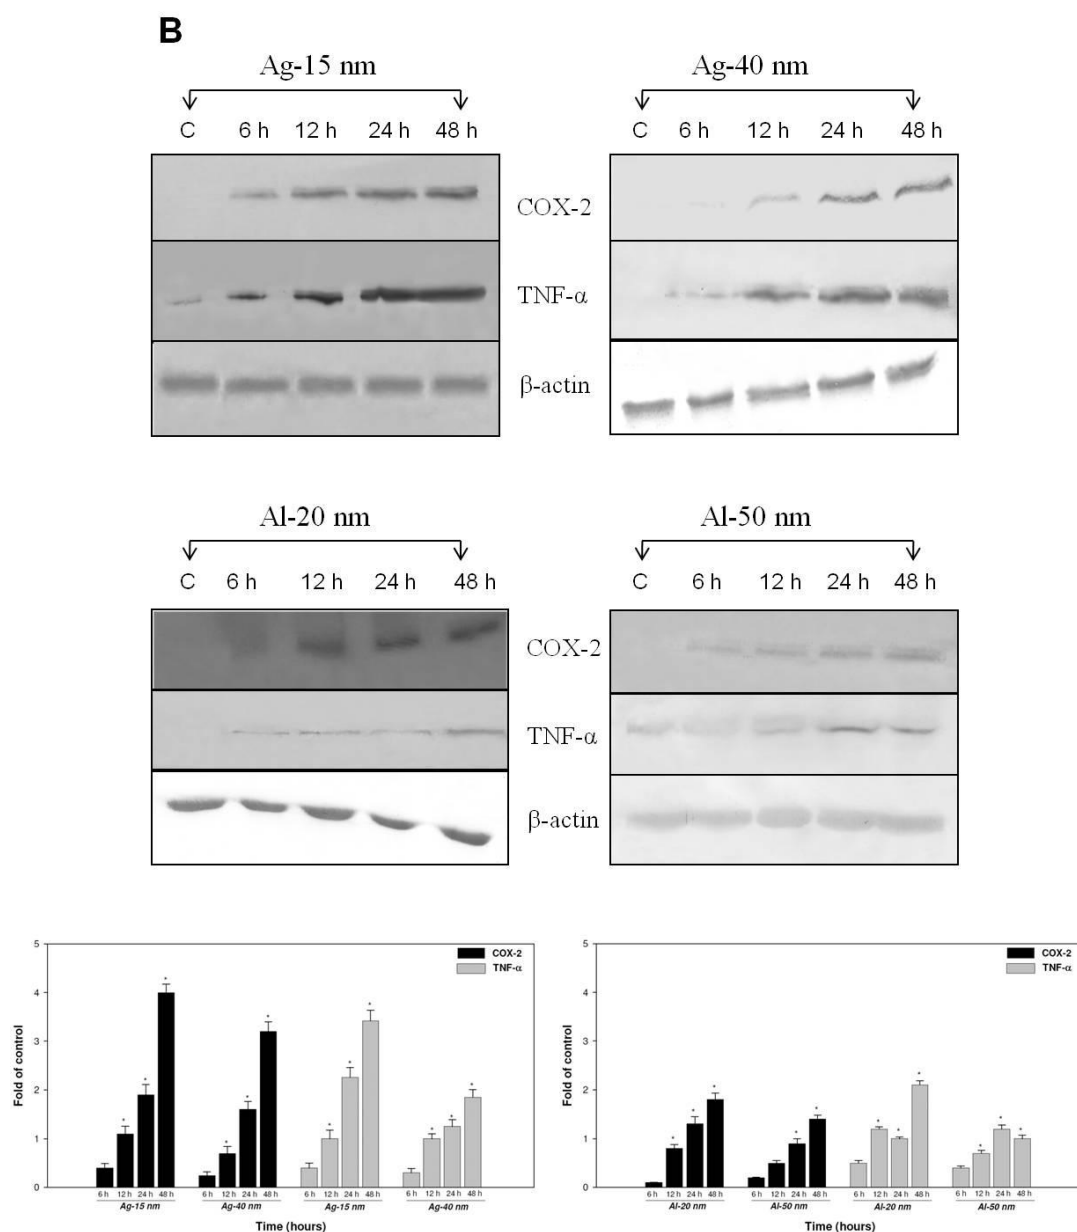 B
Ag-15 nm
Ag-40 nm
C 6 h 12 h 24 h 48 h
C 6 h 12 h 24 h 48 h
COX-2
TNF-α
β-actin
Al-20 nm
Al-50 nm
C 6 h 12 h 24 h 48 h
C 6 h 12 h 24 h 48 h
COX-2
TNF-α
β-actin
5
4
3
2
1
0
Fold of control
COX-2
TNF-α
* * * * * * * * * *
6 h 12 h 24 h 48 h 6 h 12 h 24 h 48 h 6 h 12 h 24 h 48 h 6 h 12 h 24 h 48 h
Ag-15 nm Ag-40 nm Ag-15 nm Ag-40 nm
Time (hours)
5
4
3
2
1
0
Fold of control
COX-2
TNF-α
* * * * * * * * * * *
6 h 12 h 24 h 48 h 6 h 12 h 24 h 48 h 6 h 12 h 24 h 48 h 6 h 12 h 24 h 48 h
Al-20 nm Al-50 nm Al-20 nm Al-50 nm
Time (hours)